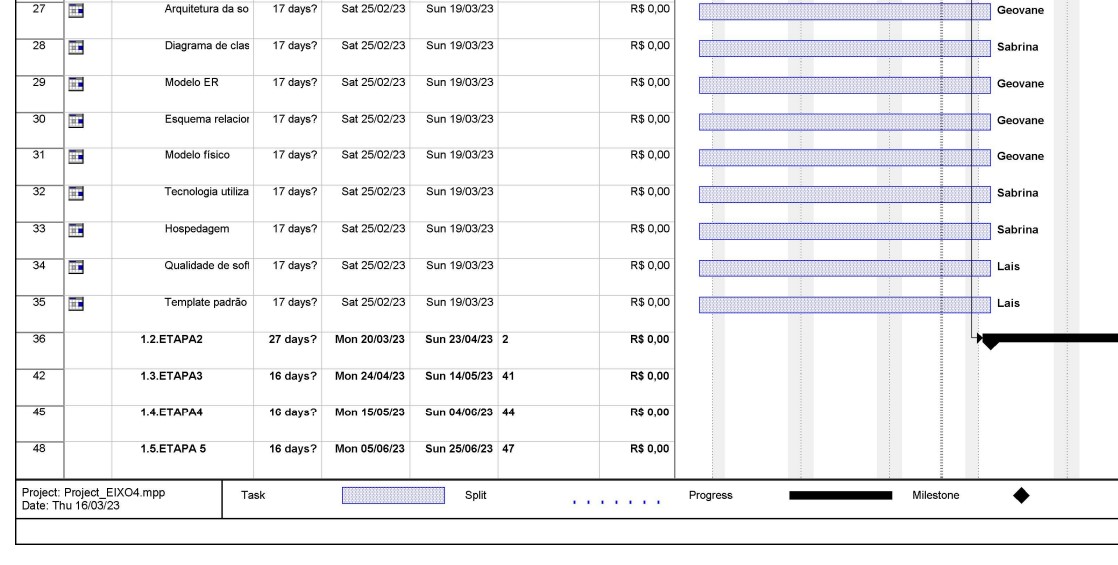 27 Arquitetura da so 17 days? Sat 25/02/23 Sun 19/03/23 R$ 0,00 Geovane
28 Diagrama de clas 17 days? Sat 25/02/23 Sun 19/03/23 R$ 0,00 Sabrina
29 Modelo ER 17 days? Sat 25/02/23 Sun 19/03/23 R$ 0,00 Geovane
30 Esquema relacior 17 days? Sat 25/02/23 Sun 19/03/23 R$ 0,00 Geovane
31 Modelo físico 17 days? Sat 25/02/23 Sun 19/03/23 R$ 0,00 Geovane
32 Tecnologia utiliza 17 days? Sat 25/02/23 Sun 19/03/23 R$ 0,00 Sabrina
33 Hospedagem 17 days? Sat 25/02/23 Sun 19/03/23 R$ 0,00 Sabrina
34 Qualidade de soft 17 days? Sat 25/02/23 Sun 19/03/23 R$ 0,00 Lais
35 Template padrão 17 days? Sat 25/02/23 Sun 19/03/23 R$ 0,00 Lais
36 1.2.ETAPA2 27 days? Mon 20/03/23 Sun 23/04/23 2 R$ 0,00
42 1.3.ETAPA3 16 days? Mon 24/04/23 Sun 14/05/23 41 R$ 0,00
45 1.4.ETAPA4 16 days? Mon 15/05/23 Sun 04/06/23 44 R$ 0,00
48 1.5.ETAPA 5 16 days? Mon 05/06/23 Sun 25/06/23 47 R$ 0,00
Project: Project_EIXO4.mpp
Date: Thu 16/03/23
Task Split Progress Milestone